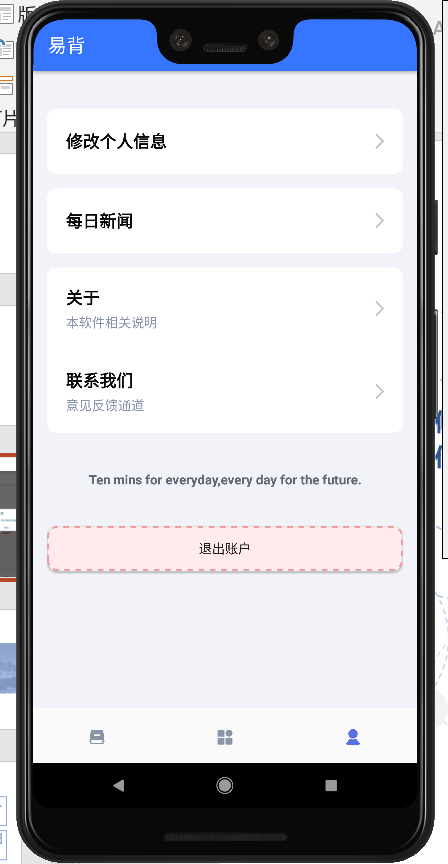 版
片
易背
修改个人信息
每日新闻
关于
本软件相关说明
联系我们
意见反馈通道
Ten mins for everyday,every day for the future.
退出账户